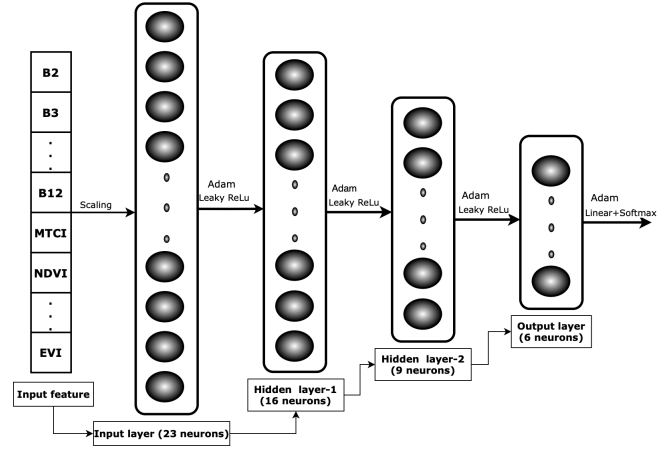 B2
B3
.
.
.
B12
MTCI
NDVI
.
.
.
EVI
Scaling
Adam
Leaky ReLu
Adam
Leaky ReLu
Adam
Leaky ReLu
Adam
Linear+Softmax
Input feature
Input layer (23 neurons)
Hidden layer-1
(16 neurons)
Hidden layer-2
(9 neurons)
Output layer
(6 neurons)